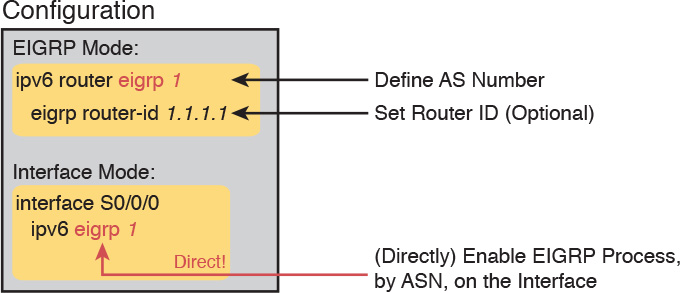 Configuration
EIGRP Mode:
ipv6 router eigrp 1
Define AS Number
eigrp router-id 1.1.1.1
Set Router ID (Optional)
Interface Mode:
interface S0/0/0
ipv6 eigrp 1
Direct!
(Directly) Enable EIGRP Process,
by ASN, on the Interface